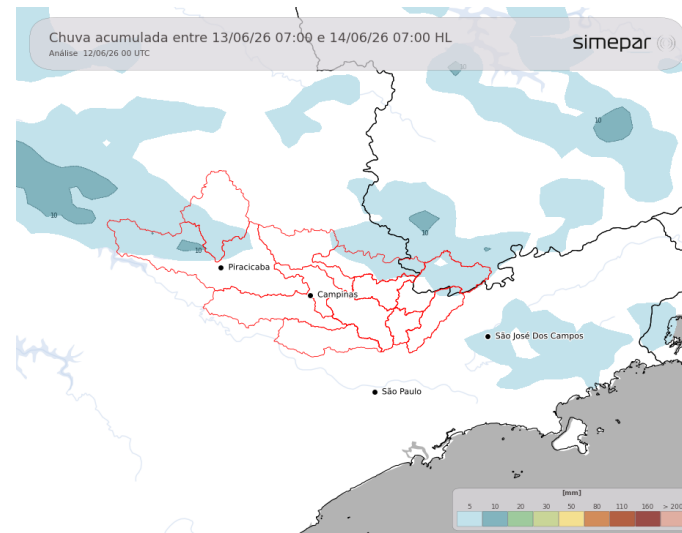 Chuva acumulada entre 13/06/26 07:00 e 14/06/26 07:00 HL
Análise 12/06/26 00 UTC
simepar
10
10
10
10
10
Piracicaba
Campinas
São José Dos Campos
São Paulo
[mm]
5 10 20 30 50 80 110 160 > 200